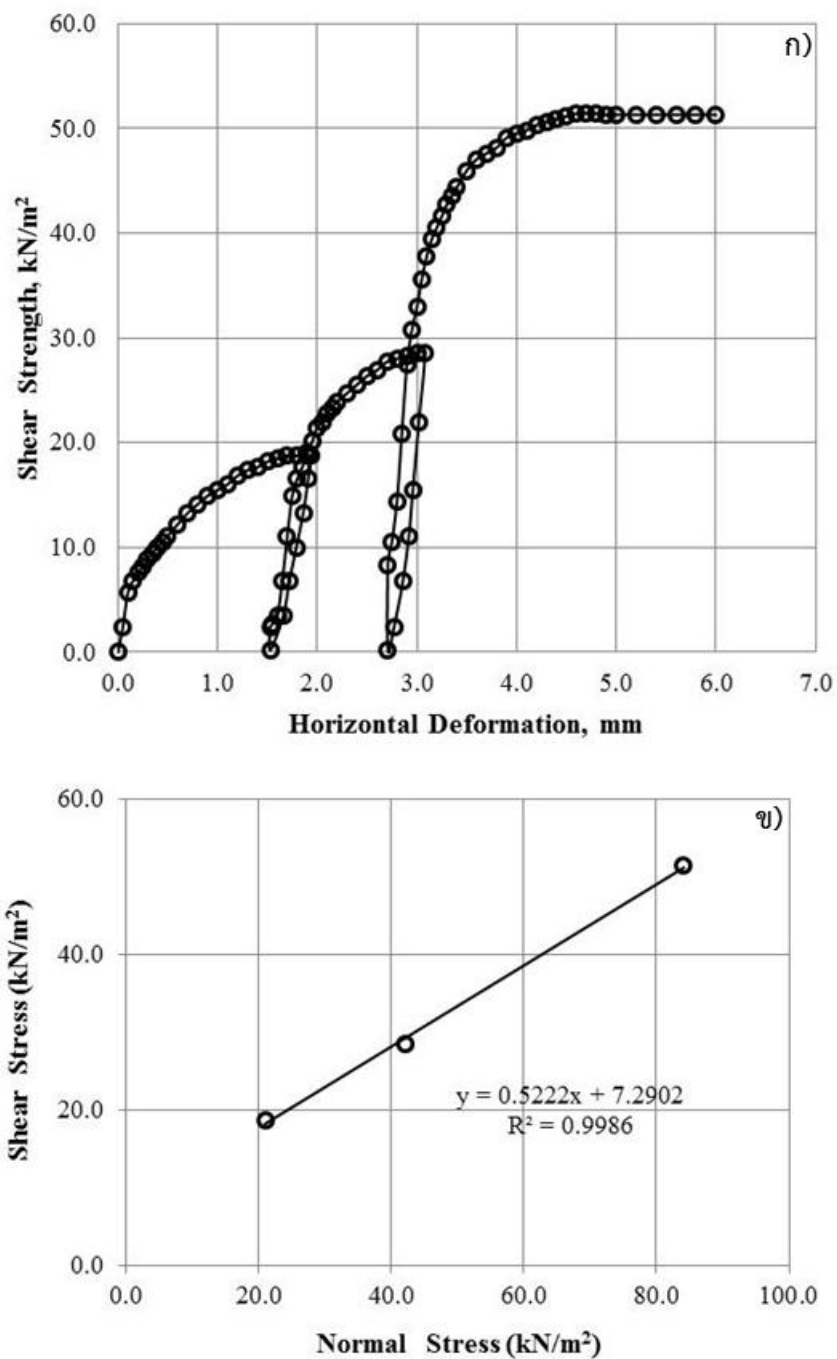 60.0
ก)
50.0
40.0
30.0
20.0
10.0
0.0
Shear Strength, kN/m²
0.0 1.0 2.0 3.0 4.0 5.0 6.0 7.0
Horizontal Deformation, mm
60.0
ข)
40.0
20.0
0.0
Shear Stress (kN/m²)
y = 0.5222x + 7.2902
R² = 0.9986
0.0 20.0 40.0 60.0 80.0 100.0
Normal Stress (kN/m²)